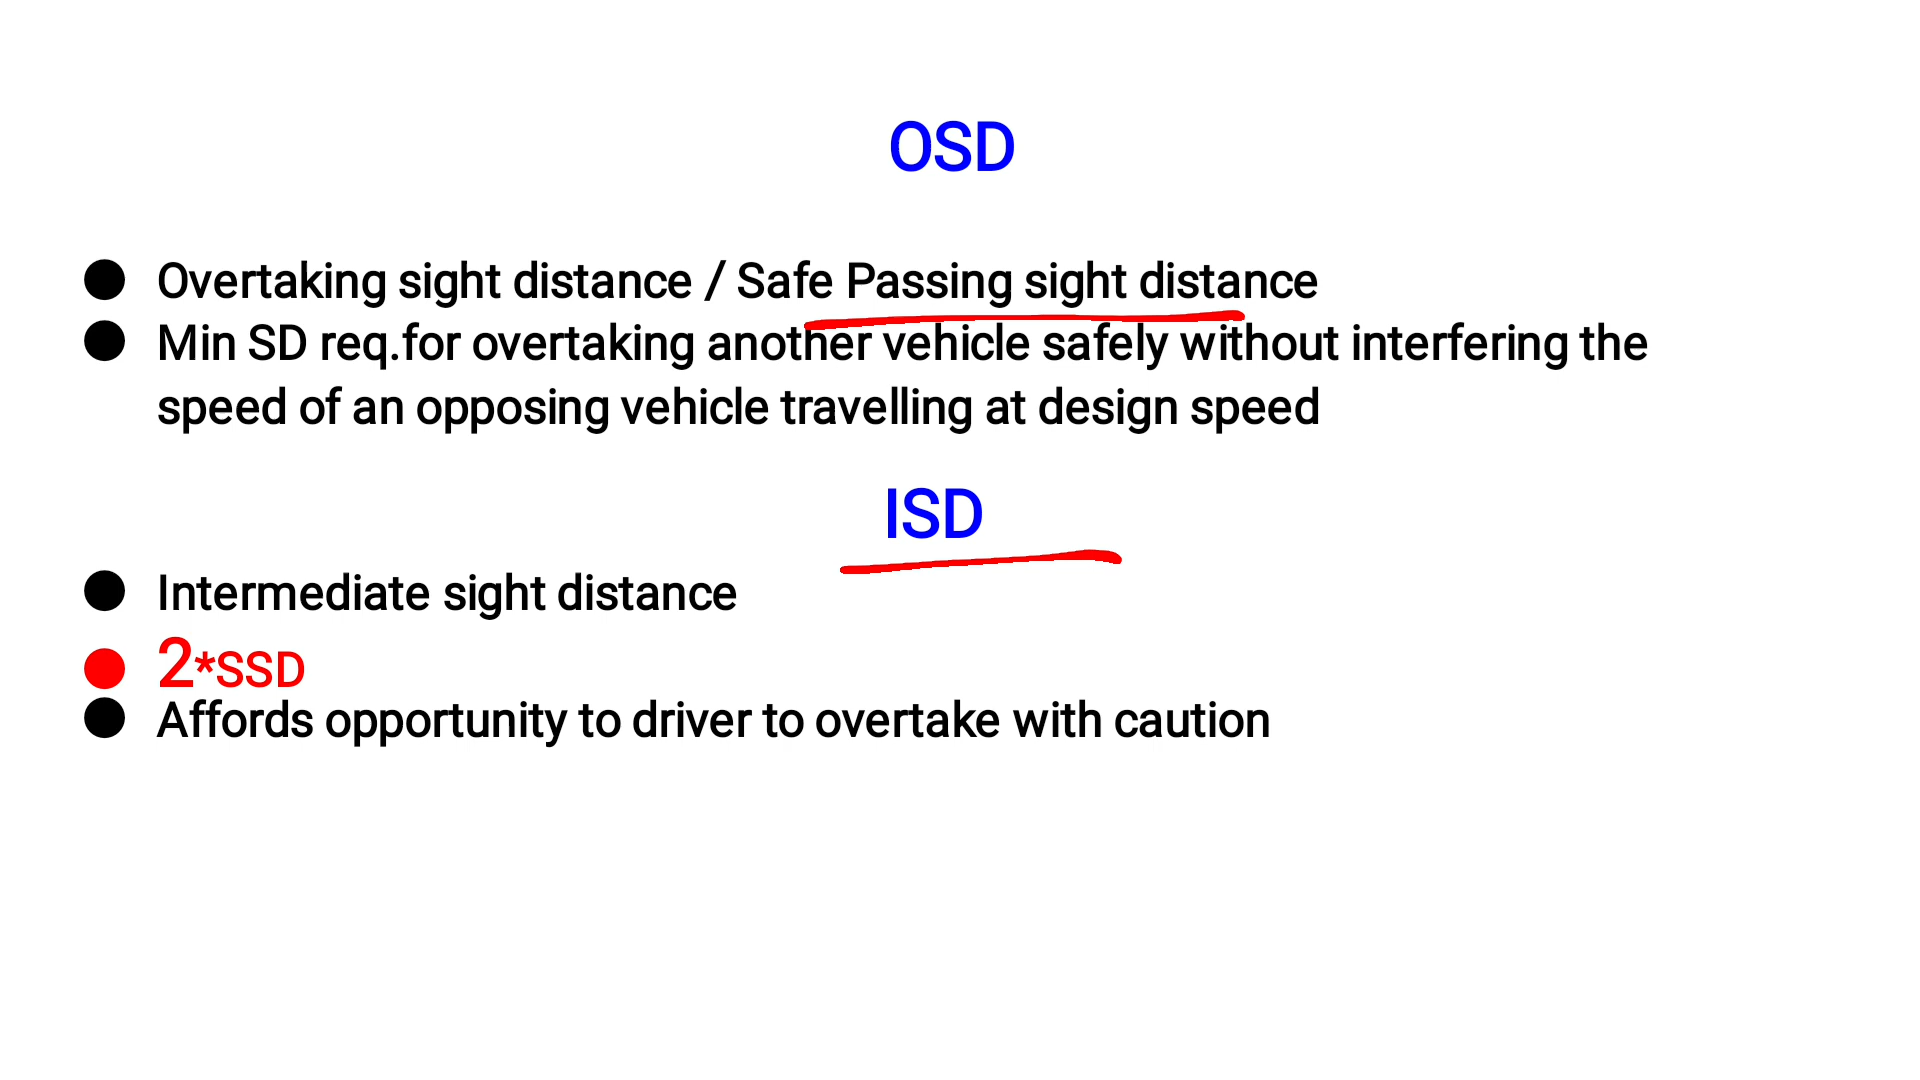 OSD
● Overtaking sight distance / Safe Passing sight distance
● Min SD req.for overtaking another vehicle safely without interfering the
speed of an opposing vehicle travelling at design speed
ISD
● Intermediate sight distance
● 2*SSD
● Affords opportunity to driver to overtake with caution